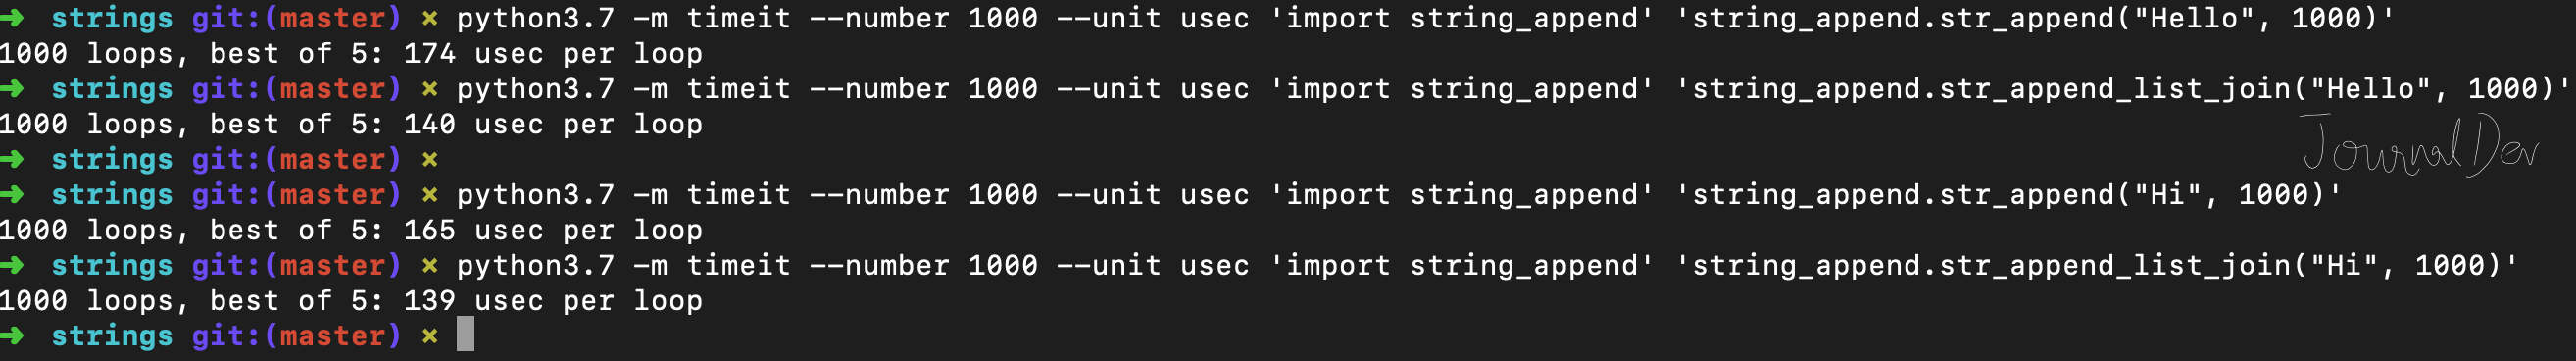 ➜ strings git:(master) × python3.7 -m timeit --number 1000 --unit usec 'import string_append' 'string_append.str_append("Hello", 1000)'
1000 loops, best of 5: 174 usec per loop
➜ strings git:(master) × python3.7 -m timeit --number 1000 --unit usec 'import string_append' 'string_append.str_append_list_join("Hello", 1000)'
1000 loops, best of 5: 140 usec per loop
JournalDev
➜ strings git:(master) ×
➜ strings git:(master) × python3.7 -m timeit --number 1000 --unit usec 'import string_append' 'string_append.str_append("Hi", 1000)'
1000 loops, best of 5: 165 usec per loop
➜ strings git:(master) × python3.7 -m timeit --number 1000 --unit usec 'import string_append' 'string_append.str_append_list_join("Hi", 1000)'
1000 loops, best of 5: 139 usec per loop
➜ strings git:(master) ×